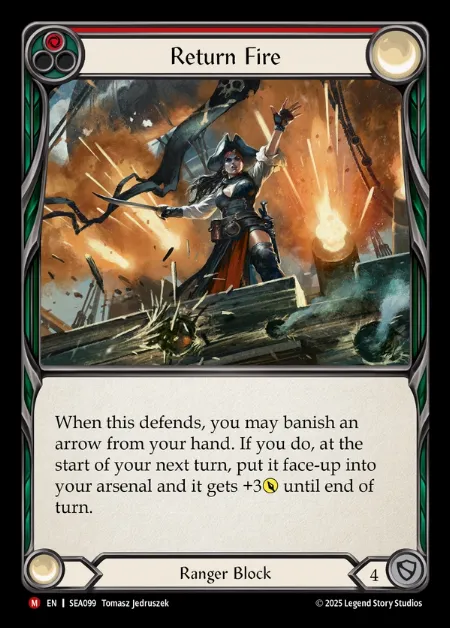 Return Fire
When this defends, you may banish an
arrow from your hand. If you do, at the
start of your next turn, put it face-up into
your arsenal and it gets +3 until end of
turn.
Ranger Block
4
M EN | SEA099 Tomasz Jedruszek
© 2025 Legend Story Studios